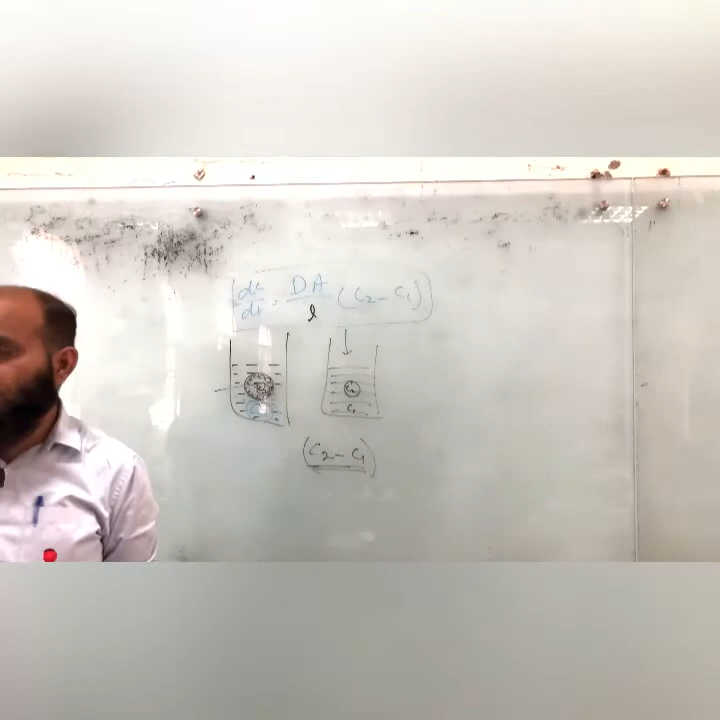 dc/dt = DA/l (C₂ - C₁)
C₁
(C₂ - C₁)